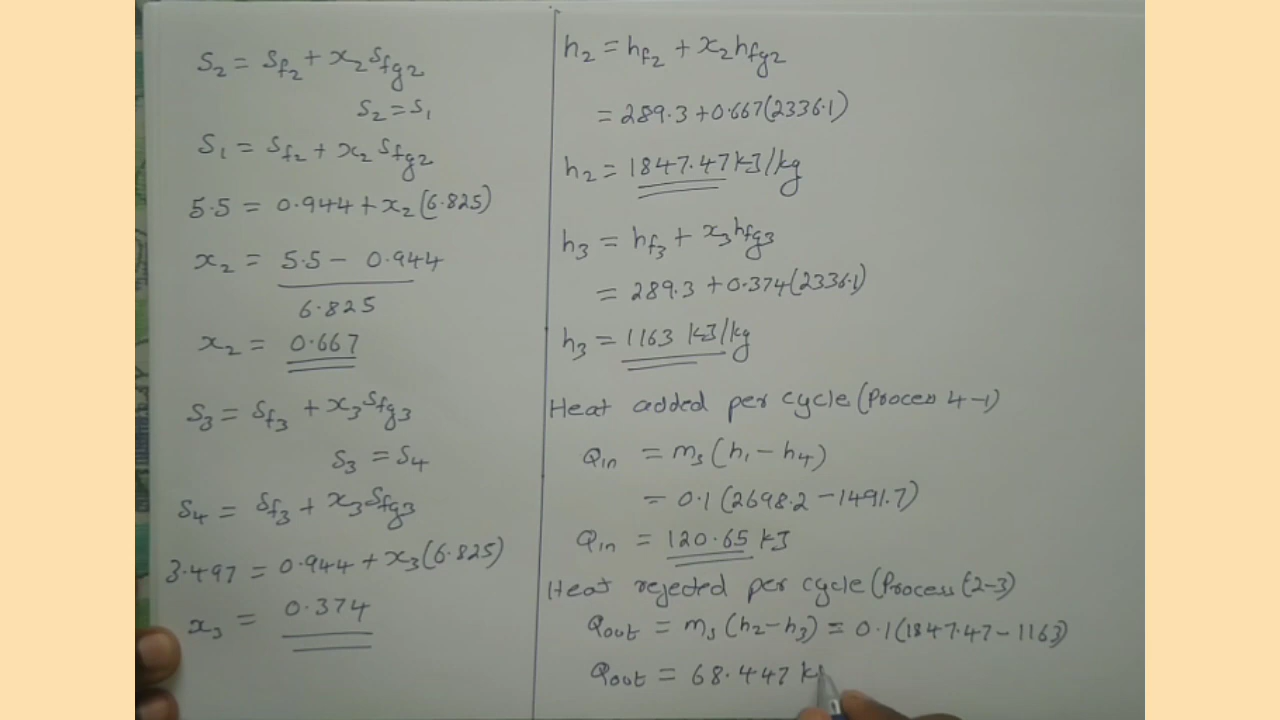 S₂ = Sf₂ + x₂Sfg₂
S₂ = S₁
S₁ = Sf₂ + x₂Sfg₂
5.5 = 0.944 + x₂(6.825)
x₂ = 5.5 - 0.944
6.825
x₂ = 0.667
S₃ = Sf₃ + x₃Sfg₃
S₃ = S₄
S₄ = Sf₃ + x₃Sfg₃
3.497 = 0.944 + x₃(6.825)
x₃ = 0.374
h₂ = hf₂ + x₂hfg₂
= 289.3 + 0.667(2336.1)
h₂ = 1847.47 kJ/kg
h₃ = hf₃ + x₃hfg₃
= 289.3 + 0.374(2336.1)
h₃ = 1163 kJ/kg
Heat added per cycle (Proces 4-1)
Qin = ms(h₁ - h₄)
= 0.1(2698.2 - 1491.7)
Qin = 120.65 kJ
Heat rejected per cycle (Process (2-3)
Qout = ms(h₂-h₃) = 0.1(1847.47 - 1163)
Qout = 68.447 k